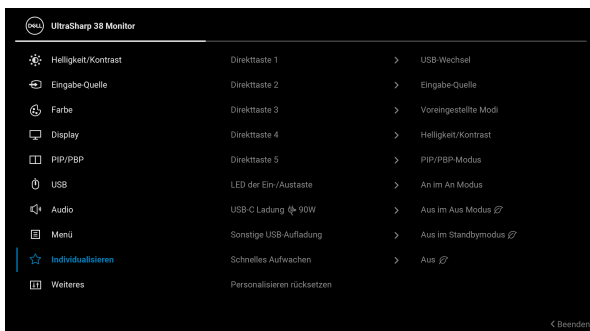 DELL UltraSharp 38 Monitor
Helligkeit/Kontrast Direkttaste 1 > USB-Wechsel
Eingabe-Quelle Direkttaste 2 > Eingabe-Quelle
Farbe Direkttaste 3 > Voreingestellte Modi
Display Direkttaste 4 > Helligkeit/Kontrast
PIP/PBP Direkttaste 5 > PIP/PBP-Modus
USB LED der Ein-/Austaste > An im An Modus
Audio USB-C Ladung 90W > Aus im Aus Modus
Menü Sonstige USB-Aufladung > Aus im Standbymodus
Individualisieren Schnelles Aufwachen > Aus
Weiteres Personalisieren rücksetzen
< Beenden